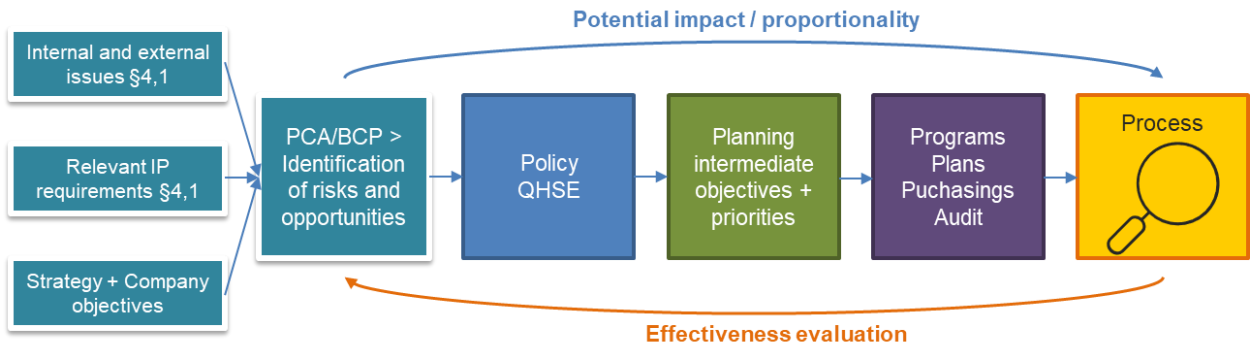 Potential impact / proportionality
Internal and external
issues §4,1
Relevant IP
requirements §4,1
Strategy + Company
objectives
PCA/BCP >
Identification
of risks and
opportunities
Policy
QHSE
Planning
intermediate
objectives +
priorities
Programs
Plans
Puchasings
Audit
Process
Effectiveness evaluation